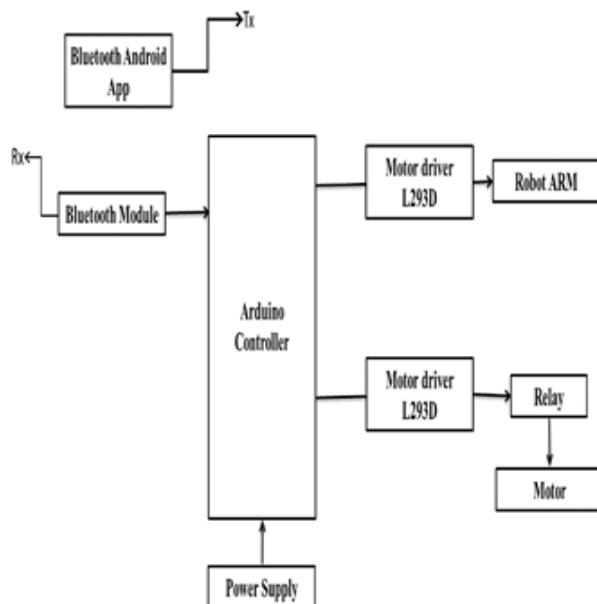 Tx
Bluetooth Android
App
Rx
Bluetooth Module
Arduino
Controller
Motor driver
L293D
Robot ARM
Motor driver
L293D
Relay
Motor
Power Supply